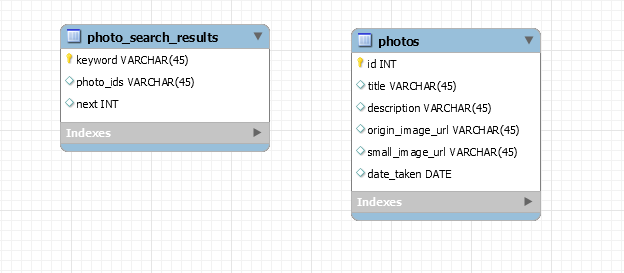 photo_search_results
keyword VARCHAR(45)
photo_ids VARCHAR(45)
next INT
Indexes
photos
id INT
title VARCHAR(45)
description VARCHAR(45)
origin_image_url VARCHAR(45)
small_image_url VARCHAR(45)
date_taken DATE
Indexes